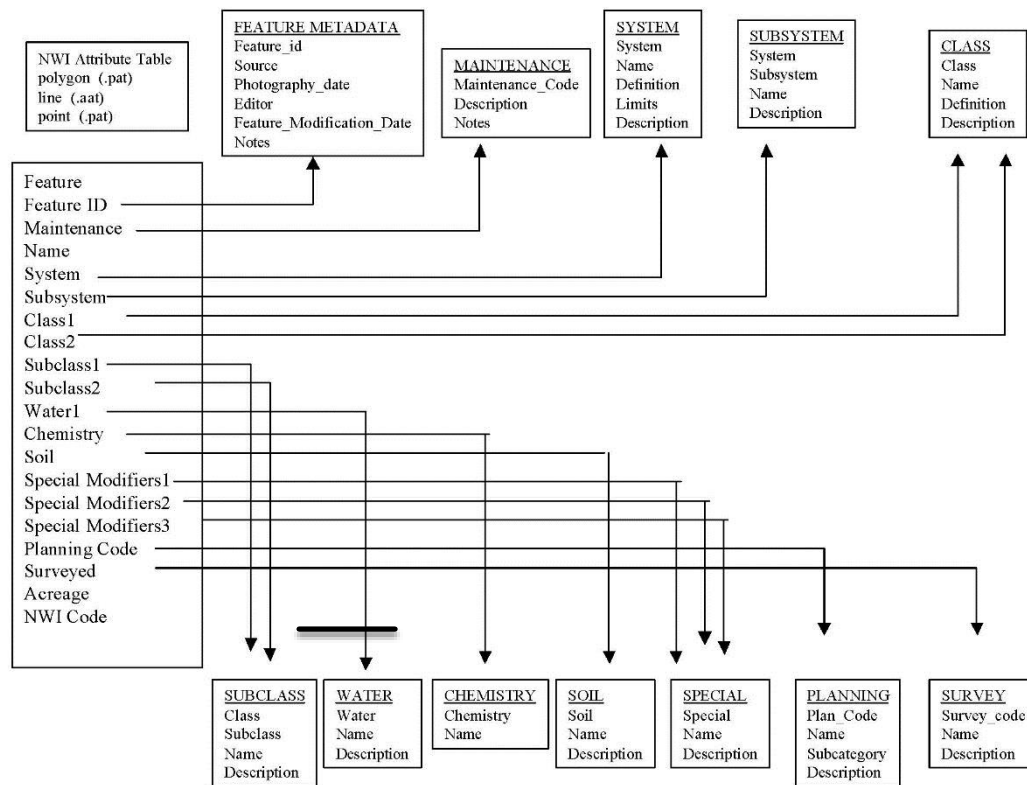 NWI Attribute Table
polygon (.pat)
line (.aat)
point (.pat)
FEATURE METADATA
Feature_id
Source
Photography_date
Editor
Feature_Modification_Date
Notes
MAINTENANCE
Maintenance_Code
Description
Notes
SYSTEM
System
Name
Definition
Limits
Description
SUBSYSTEM
System
Subsystem
Name
Description
CLASS
Class
Name
Definition
Description
Feature
Feature ID
Maintenance
Name
System
Subsystem
Class1
Class2
Subclass1
Subclass2
Water1
Chemistry
Soil
Special Modifiers1
Special Modifiers2
Special Modifiers3
Planning Code
Surveyed
Acreage
NWI Code
SUBCLASS
Class
Subclass
Name
Description
WATER
Water
Name
Description
CHEMISTRY
Chemistry
Name
SOIL
Soil
Name
Description
SPECIAL
Special
Name
Description
PLANNING
Plan_Code
Name
Subcategory
Description
SURVEY
Survey_code
Name
Description